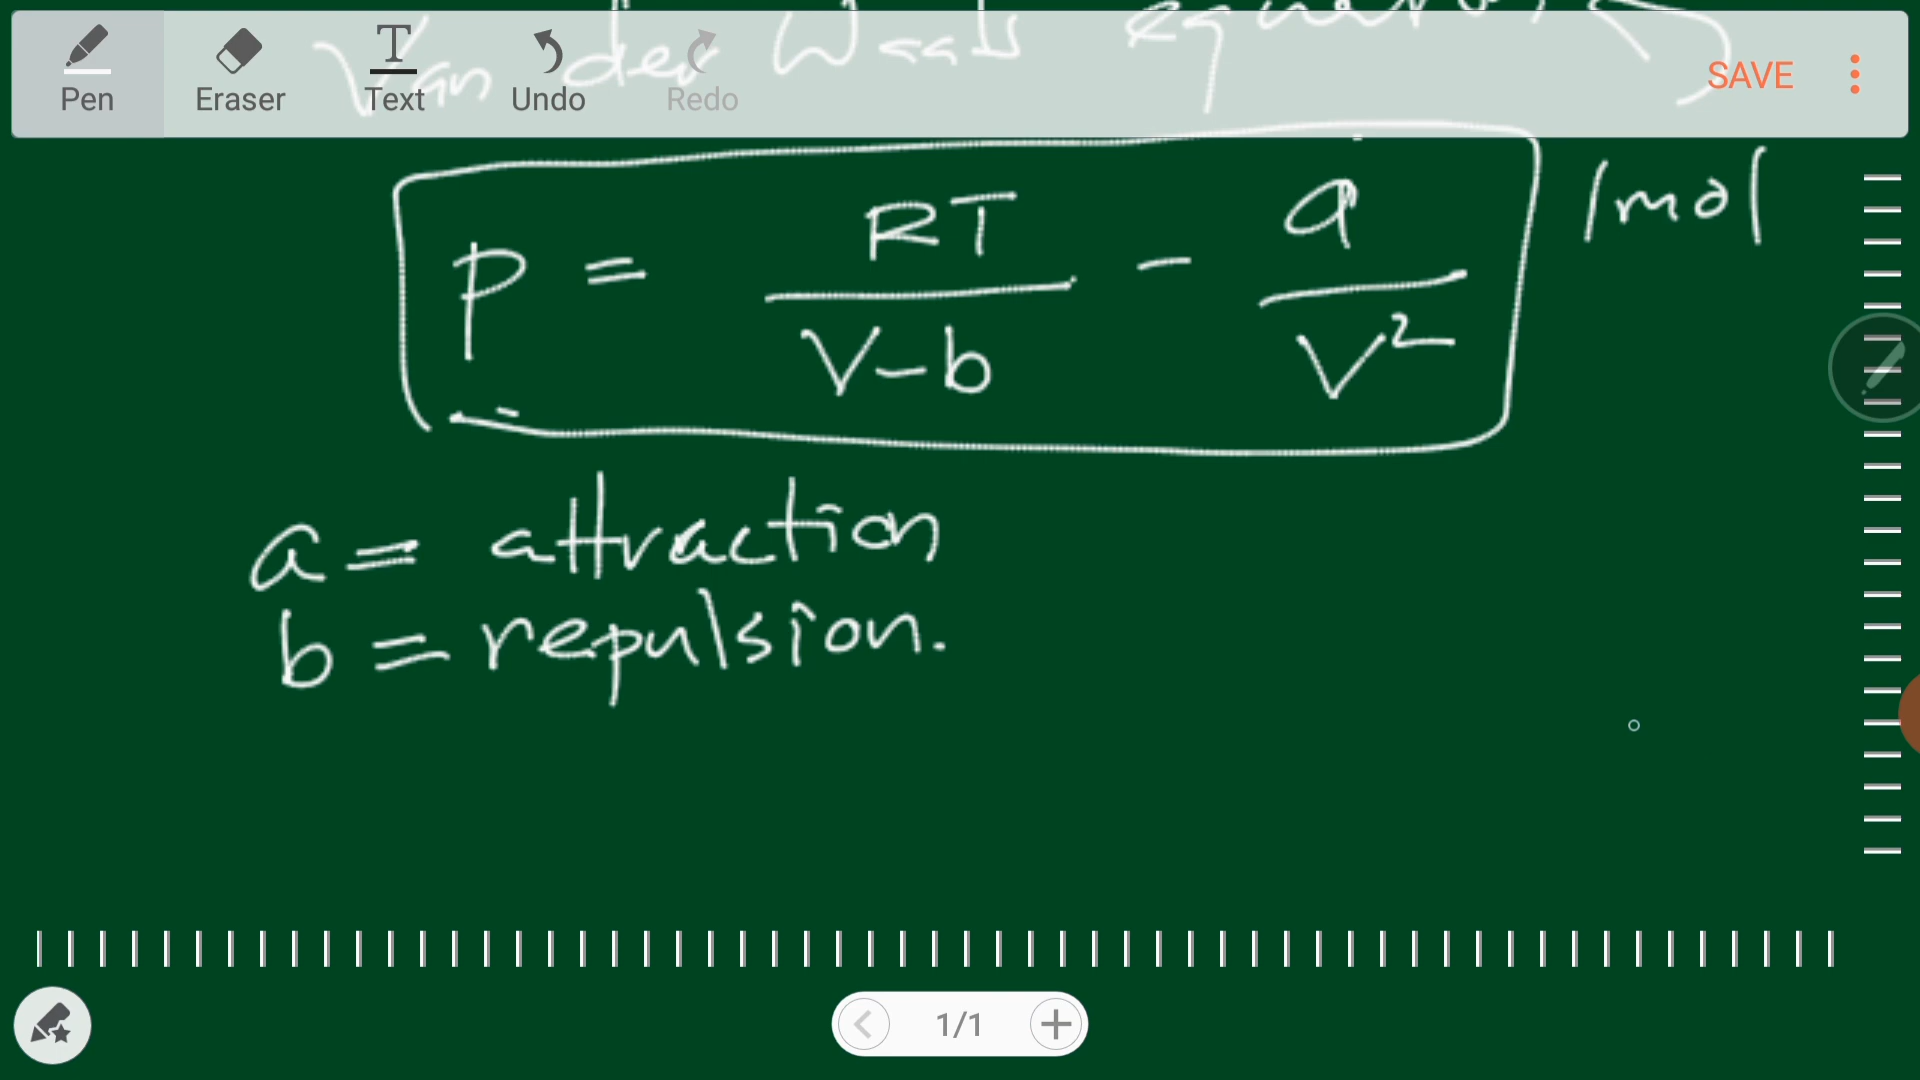 Van der Waals equation
Pen Eraser Text Undo Redo SAVE
P = RT / V-b - a / V² 1mol
a = attraction
b = repulsion.
1/1